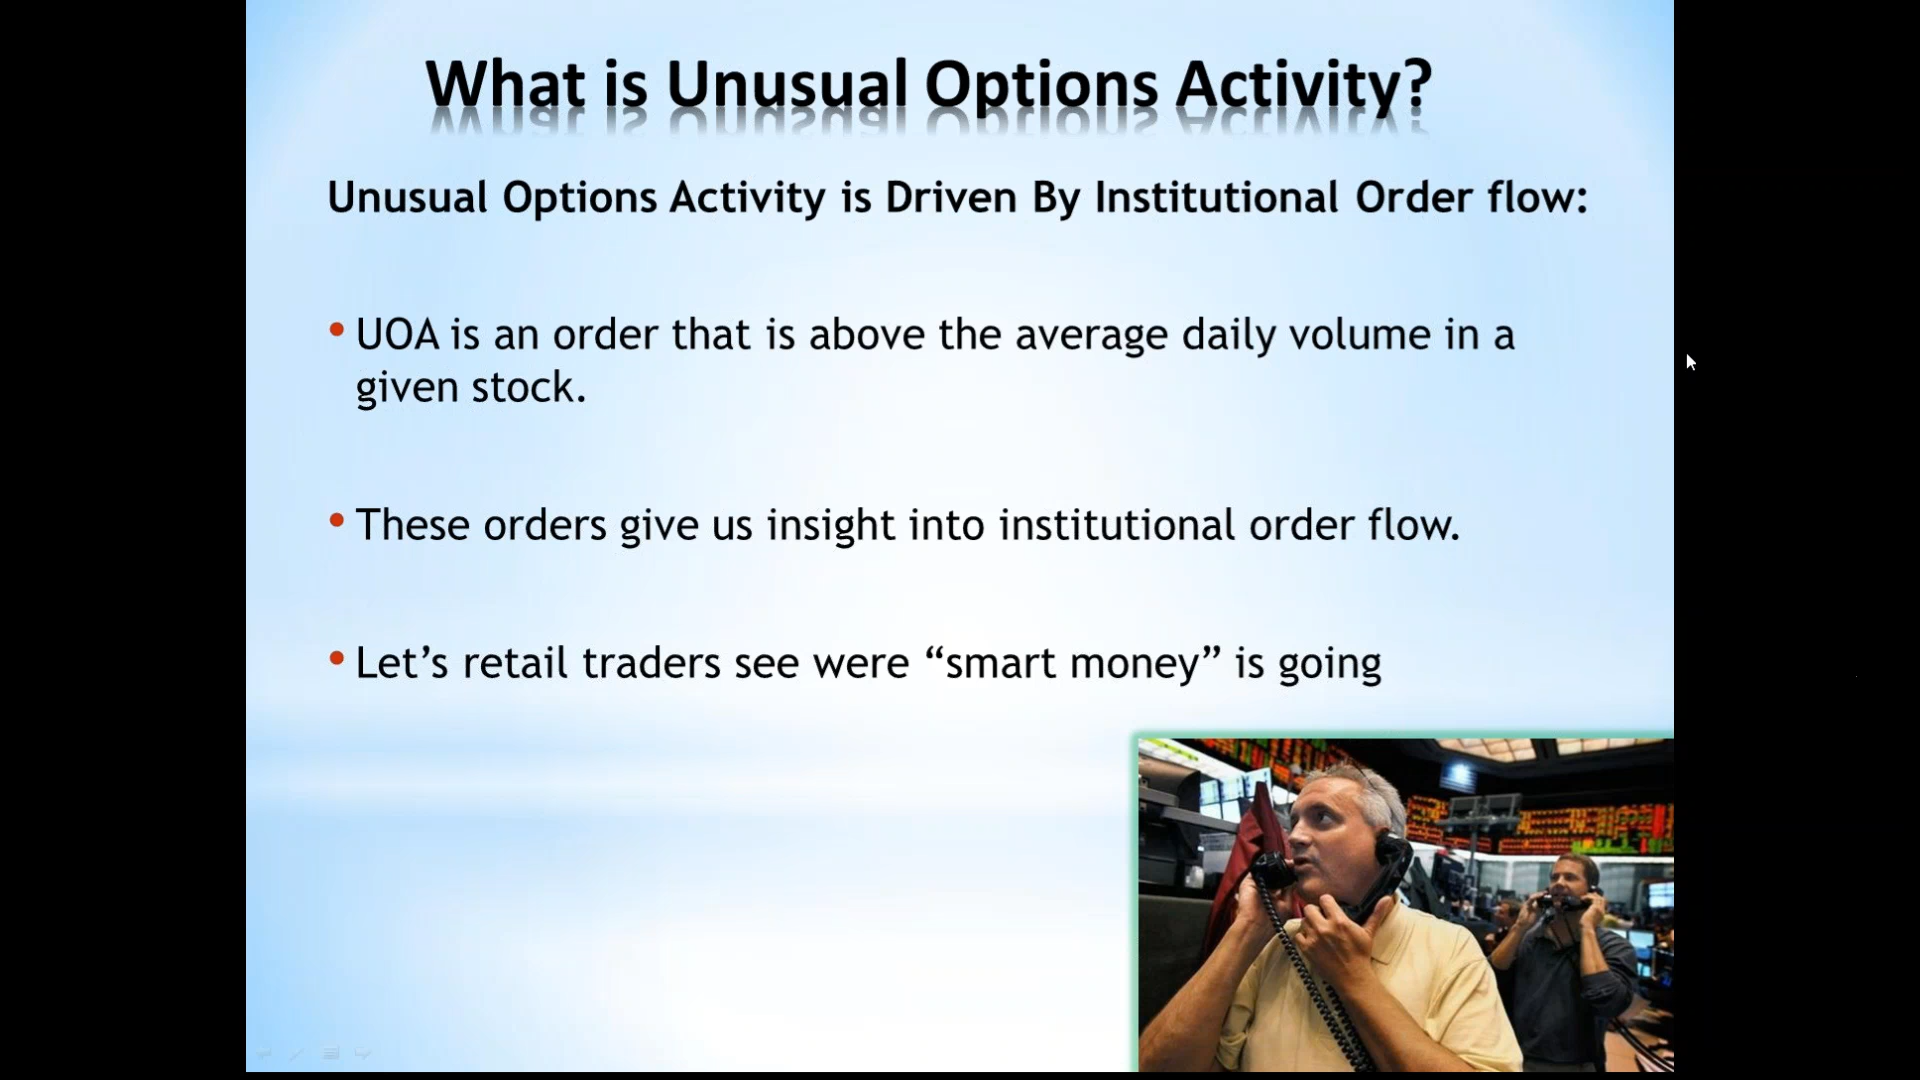 What is Unusual Options Activity?
Unusual Options Activity is Driven By Institutional Order flow:
• UOA is an order that is above the average daily volume in a
given stock.
• These orders give us insight into institutional order flow.
• Let’s retail traders see were “smart money” is going